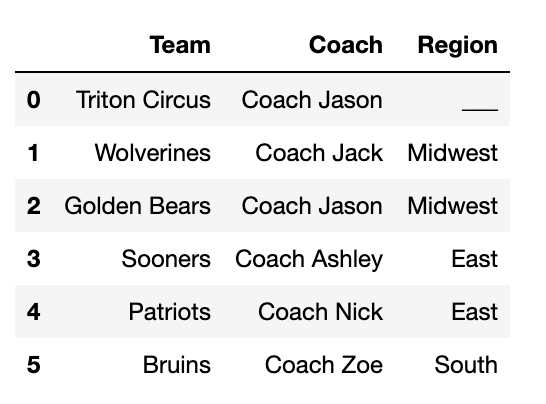 Team Coach Region
0 Triton Circus Coach Jason ___
1 Wolverines Coach Jack Midwest
2 Golden Bears Coach Jason Midwest
3 Sooners Coach Ashley East
4 Patriots Coach Nick East
5 Bruins Coach Zoe South